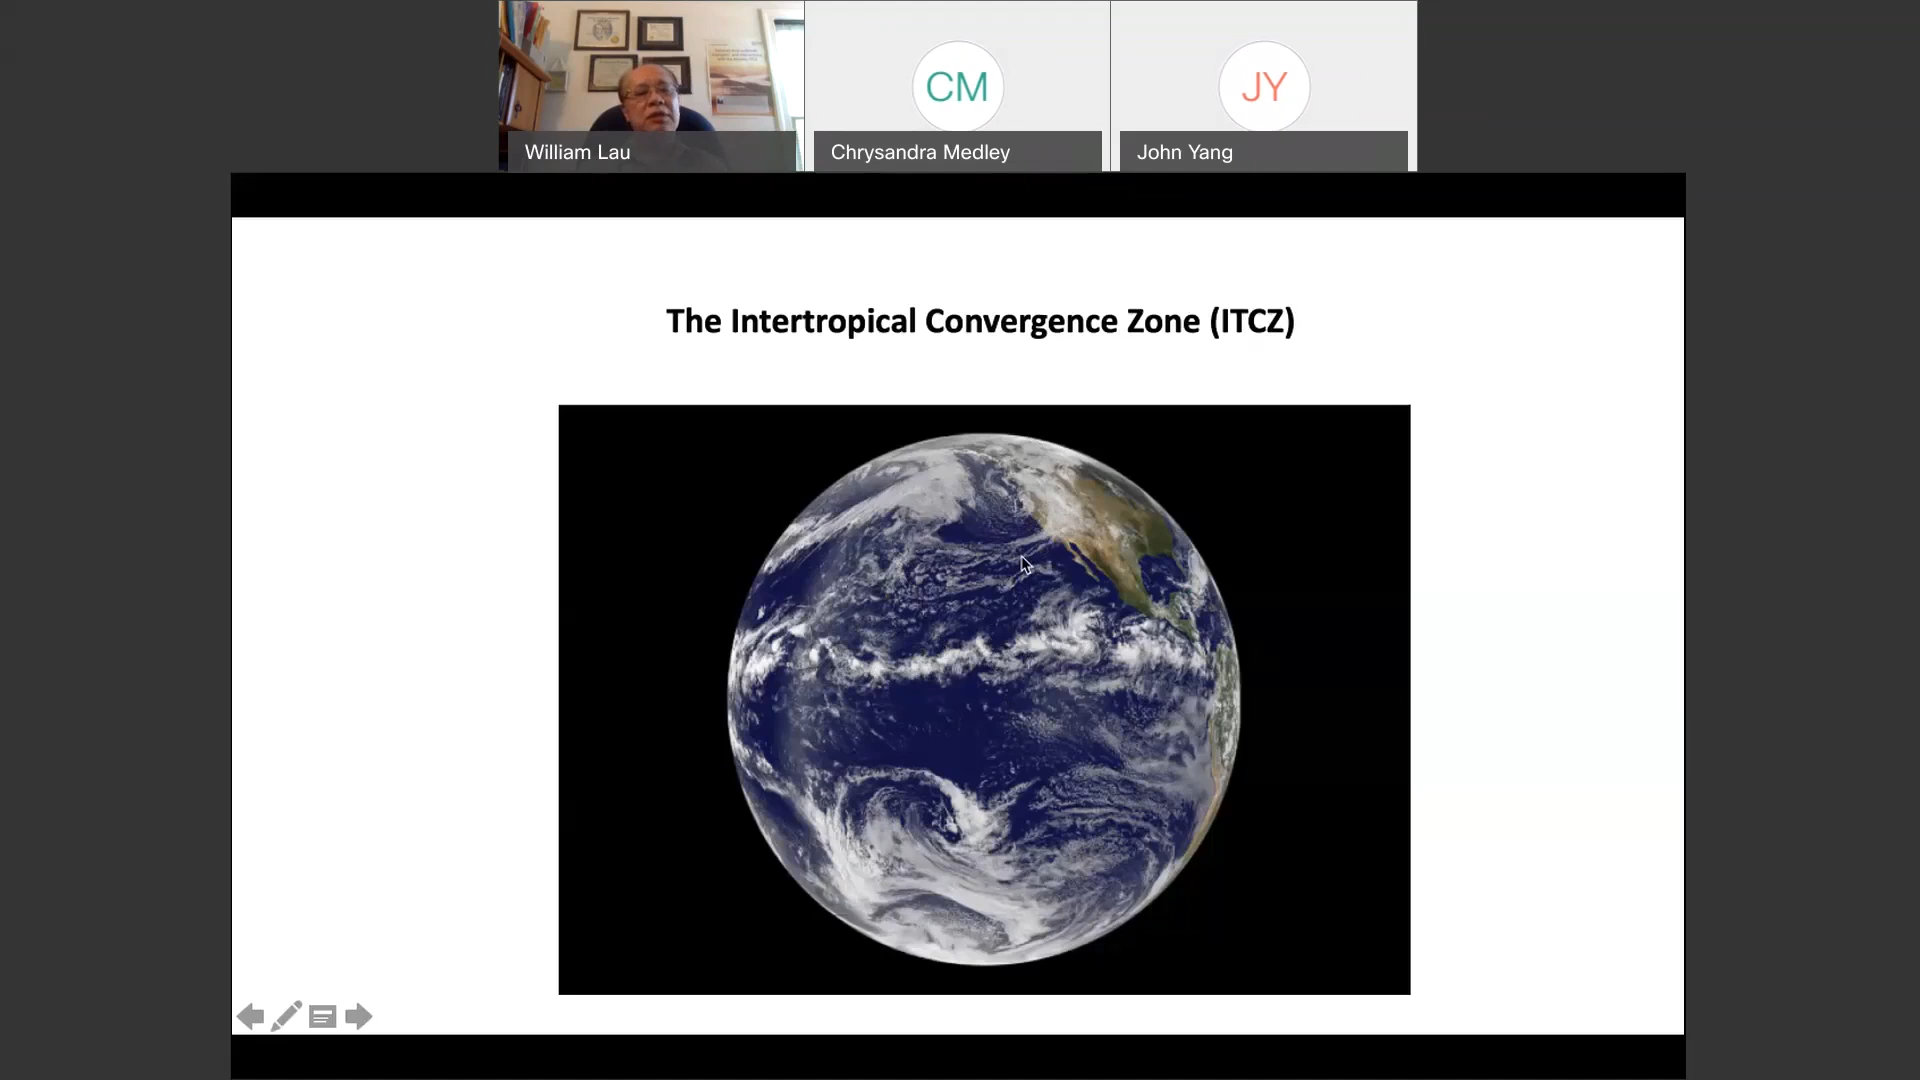 CM
JY
William Lau
Chrysandra Medley
John Yang
The Intertropical Convergence Zone (ITCZ)